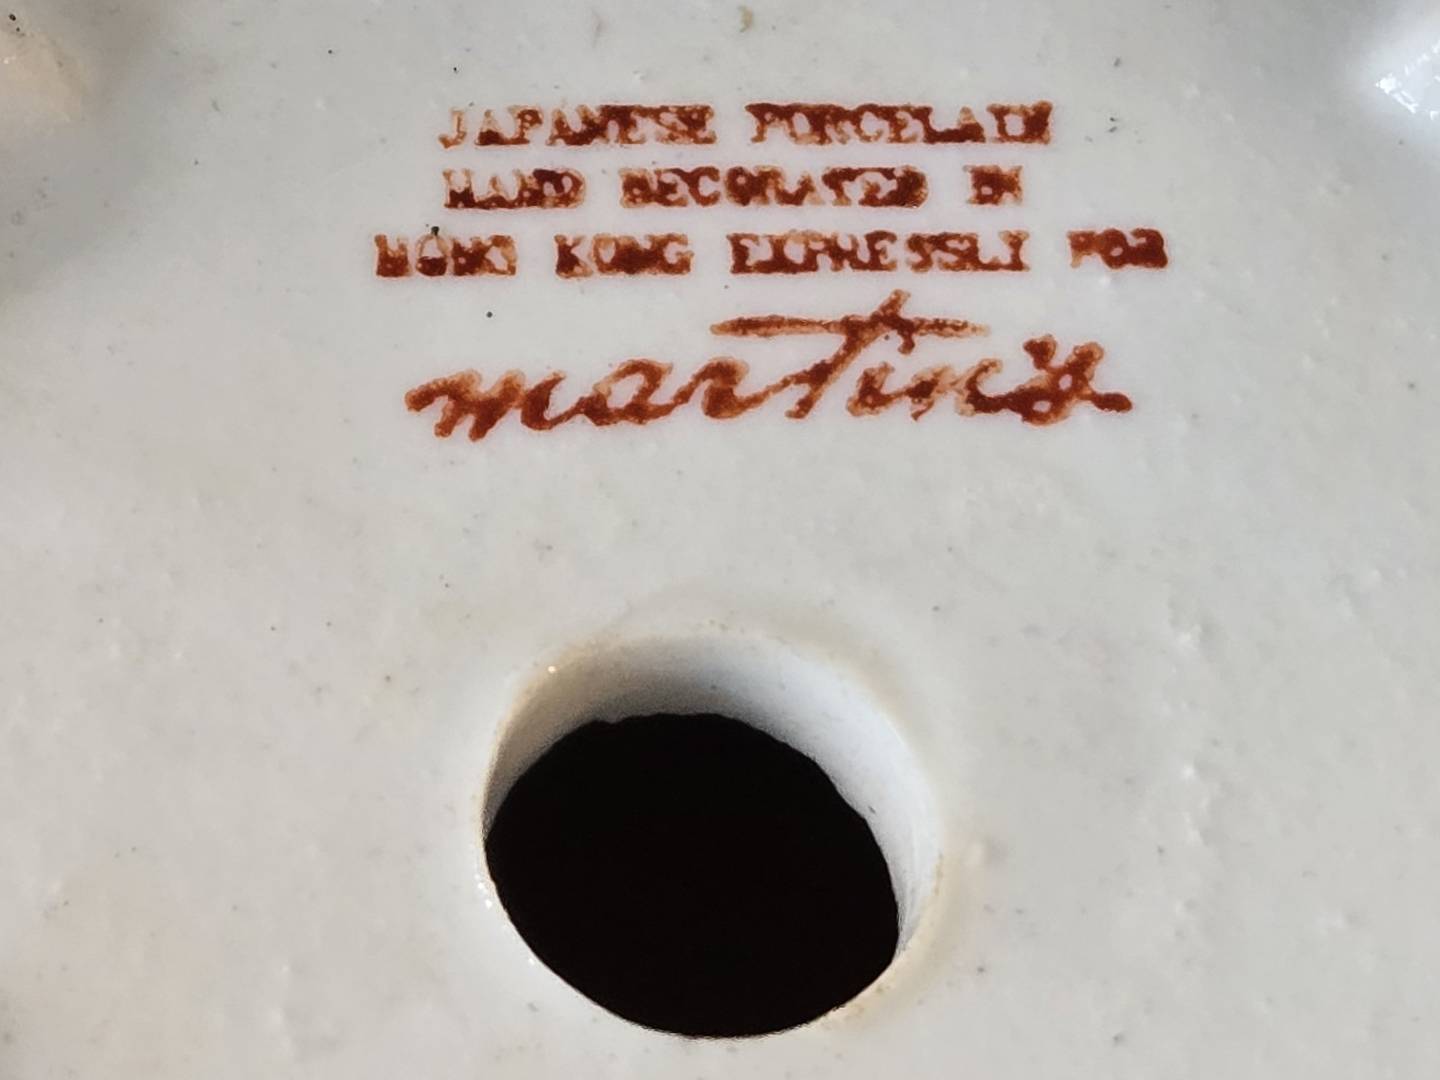 JAPANESE PORCELAIN
HAND DECORATED IN
HONG KONG EXPRESSLY FOR
martin's